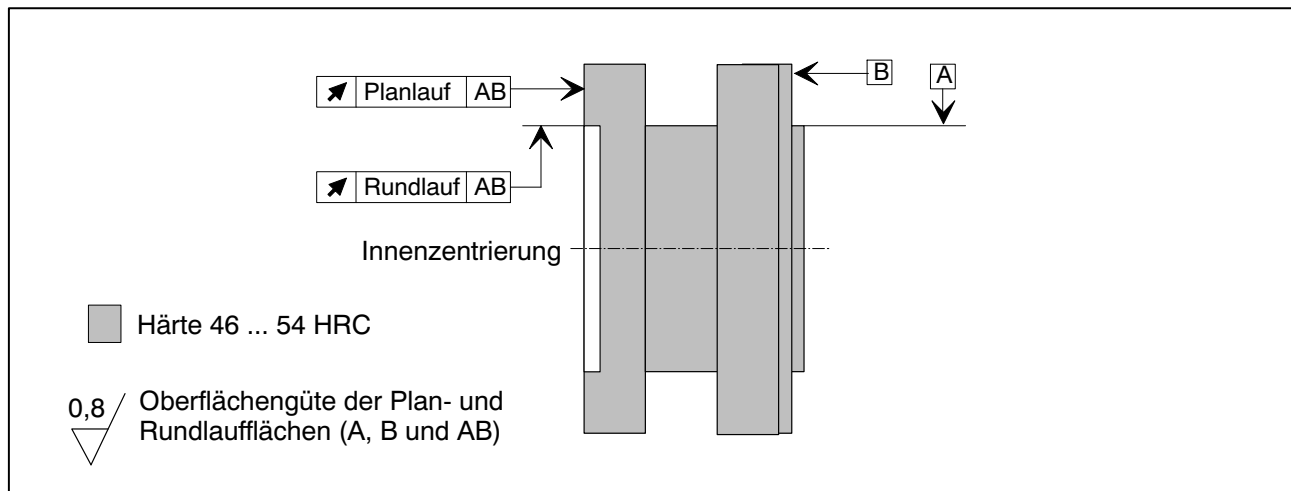 Planlauf AB
B
A
Rundlauf AB
Innenzentrierung
Härte 46 ... 54 HRC
0,8
Oberflächengüte der Plan- und
Rundlaufflächen (A, B und AB)